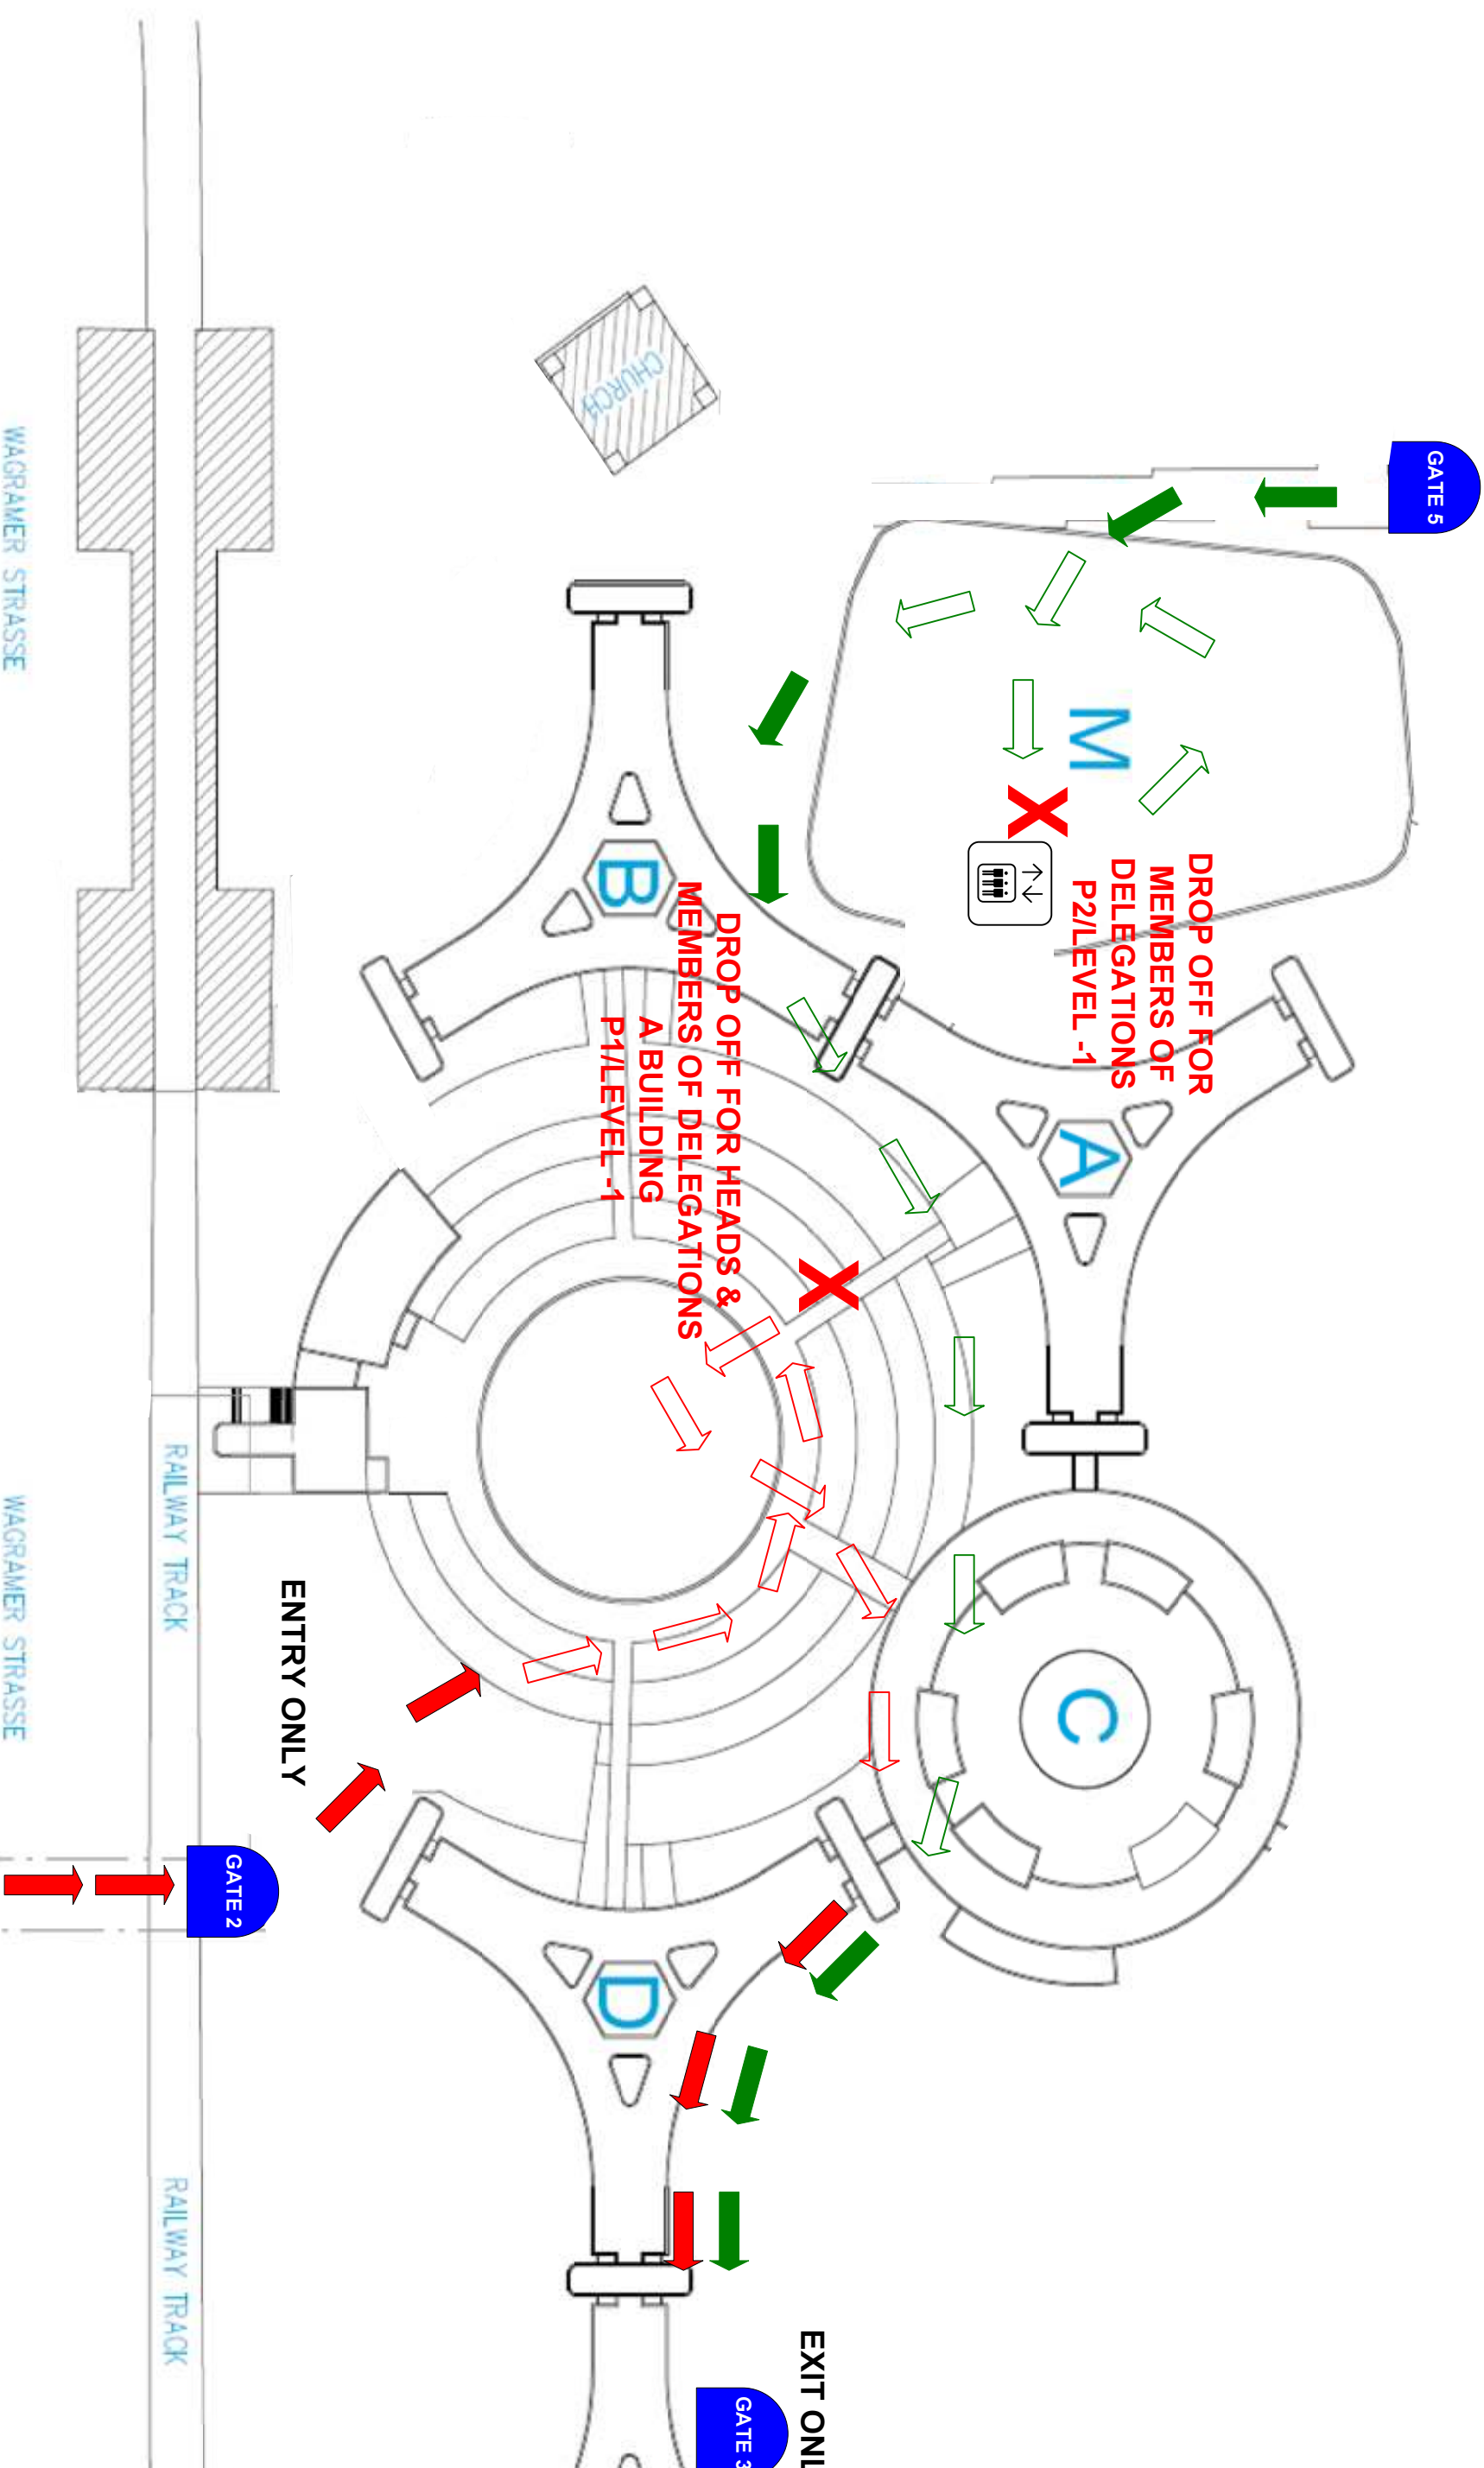 GATE 5
M
DROP OFF FOR
MEMBERS OF
DELEGATIONS
P2/LEVEL -1
X
CHURCH
B
DROP OFF FOR HEADS &
MEMBERS OF DELEGATIONS
A BUILDING
P1/LEVEL -1
X
A
C
D
WAGRAMER STRASSE
RAILWAY TRACK
WAGRAMER STRASSE
ENTRY ONLY
GATE 2
RAILWAY TRACK
EXIT ONL
GATE 3